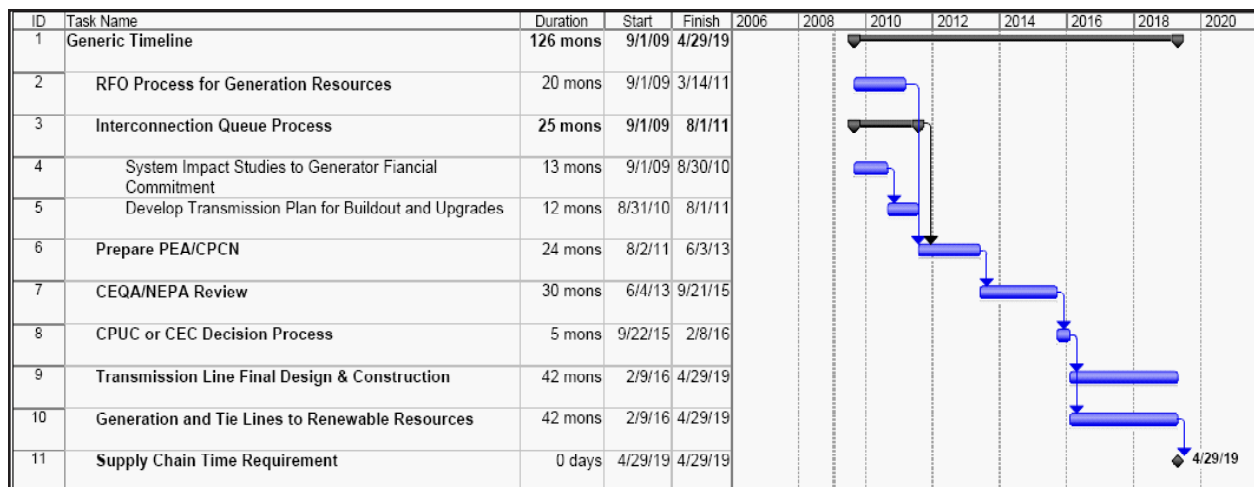 ID Task Name Duration Start Finish 2006 2008 2010 2012 2014 2016 2018 2020
1 Generic Timeline 126 mons 9/1/09 4/29/19
2 RFO Process for Generation Resources 20 mons 9/1/09 3/14/11
3 Interconnection Queue Process 25 mons 9/1/09 8/1/11
4 System Impact Studies to Generator Fiancial 13 mons 9/1/09 8/30/10
Commitment
5 Develop Transmission Plan for Buildout and Upgrades 12 mons 8/31/10 8/1/11
6 Prepare PEA/CPCN 24 mons 8/2/11 6/3/13
7 CEQA/NEPA Review 30 mons 6/4/13 9/21/15
8 CPUC or CEC Decision Process 5 mons 9/22/15 2/8/16
9 Transmission Line Final Design & Construction 42 mons 2/9/16 4/29/19
10 Generation and Tie Lines to Renewable Resources 42 mons 2/9/16 4/29/19
11 Supply Chain Time Requirement 0 days 4/29/19 4/29/19 4/29/19